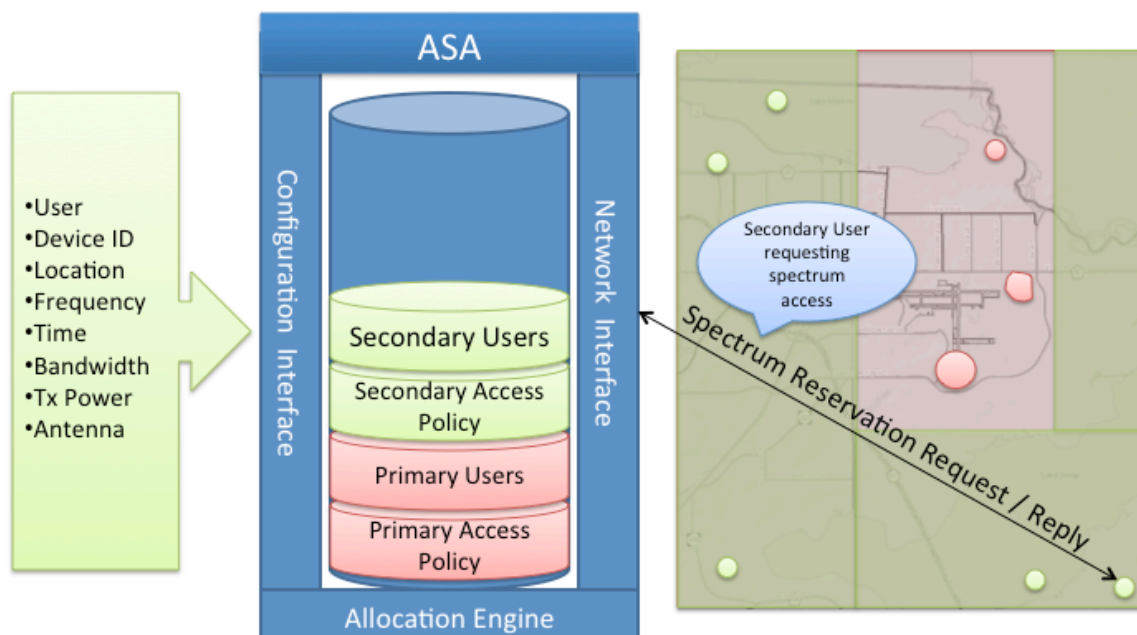 ASA
•User
•Device ID
•Location
•Frequency
•Time
•Bandwidth
•Tx Power
•Antenna
Configuration Interface
Secondary Users
Secondary Access
Policy
Primary Users
Primary Access
Policy
Network Interface
Allocation Engine
Secondary User
requesting
spectrum
access
Spectrum Reservation Request / Reply